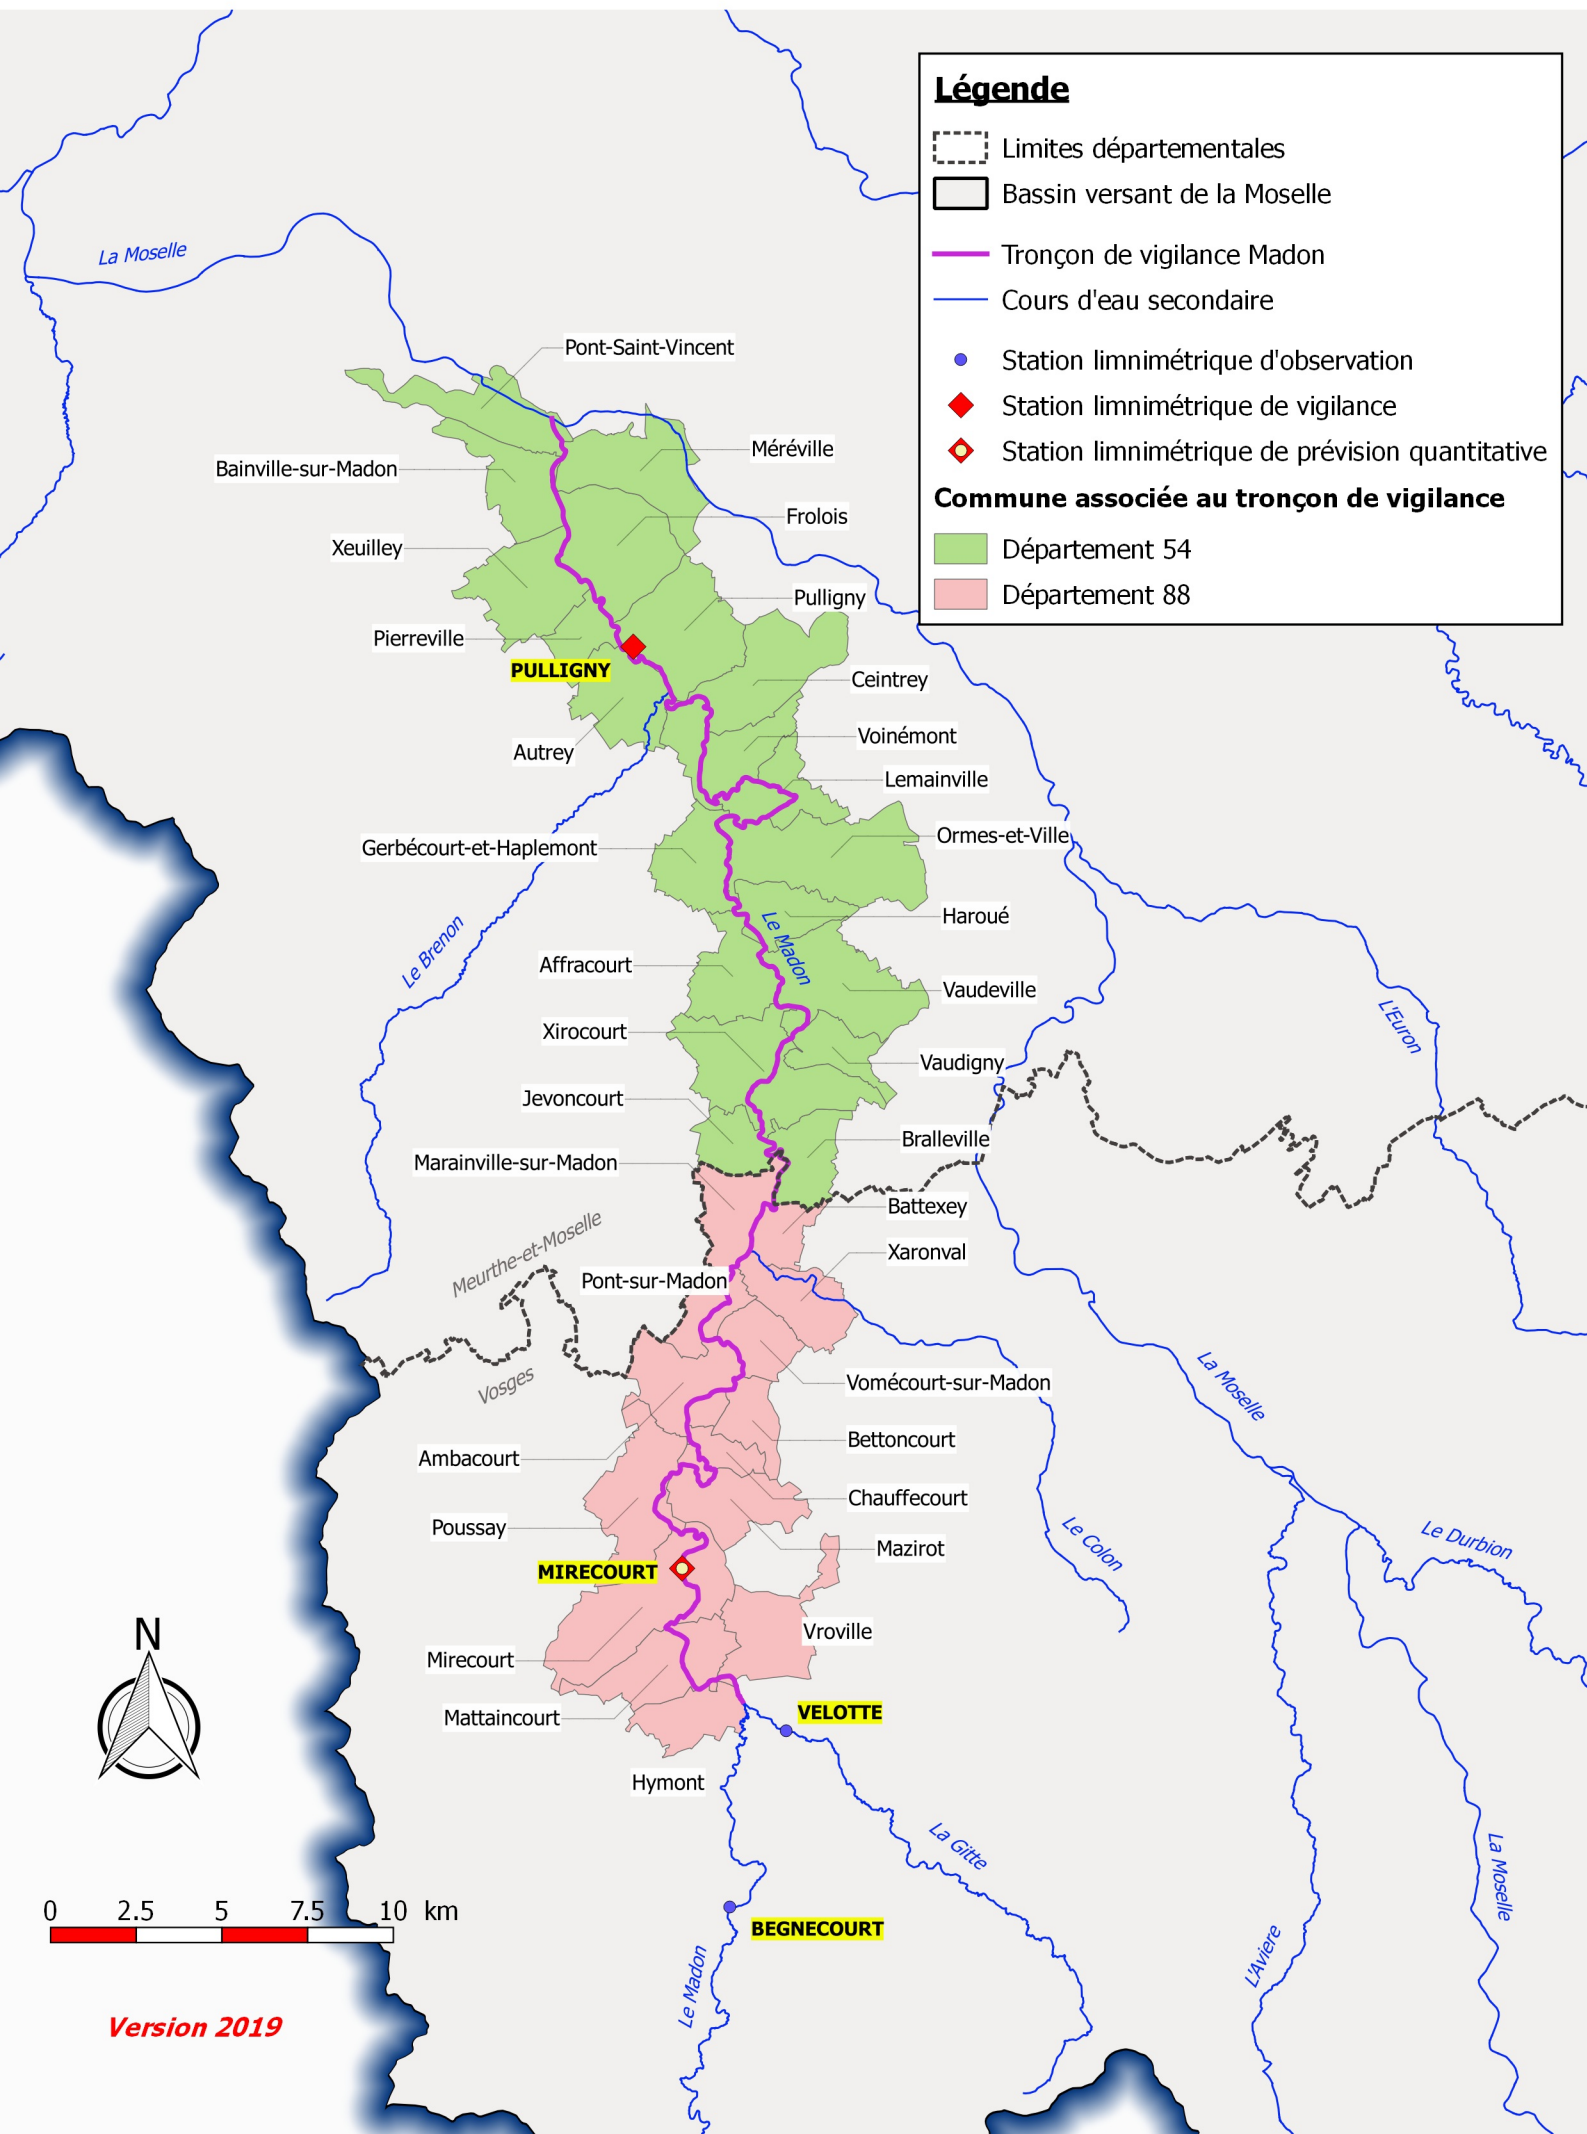 Légende
Limites départementales
Bassin versant de la Moselle
Tronçon de vigilance Madon
Cours d'eau secondaire
Station limnimétrique d'observation
Station limnimétrique de vigilance
Station limnimétrique de prévision quantitative
Commune associée au tronçon de vigilance
Département 54
Département 88
La Moselle
Pont-Saint-Vincent
Méréville
Bainville-sur-Madon
Frolois
Xeuilley
Pulligny
Pierreville
PULLIGNY
Ceintrey
Voinémont
Autrey
Lemainville
Ormes-et-Ville
Gerbécourt-et-Haplemont
Haroué
Le Madon
Le Brenon
Affracourt
Vaudeville
Xirocourt
L'Euron
Vaudigny
Jevoncourt
Bralleville
Marainville-sur-Madon
Battexey
Meurthe-et-Moselle
Xaronval
Pont-sur-Madon
Vosges
Vomécourt-sur-Madon
La Moselle
Bettoncourt
Ambacourt
Chauffecourt
Poussay
Le Colon
Le Durbion
Mazirot
MIRECOURT
Vroville
N
Mirecourt
VELOTTE
Mattaincourt
Hymont
La Gitte
La Moselle
0 2.5 5 7.5 10 km
BEGNECOURT
L'Aviere
Le Madon
Version 2019